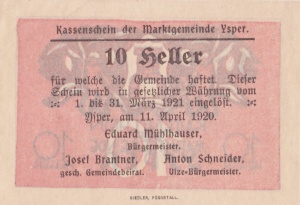 Kassenschein der Marktgemeinde Ysper.
10 Heller
für welche die Gemeinde haftet. Dieser
Schein wird in gesetzlicher Währung vom
1. bis 31. März 1921 eingelöst.
Ysper, am 11. April 1920.
Eduard Mühlhauser,
Bürgermeister.
Josef Brantner, Anton Schneider,
gesch. Gemeindebeirat. Vize-Bürgermeister.
SIEDLER, PÖGGSTALL.